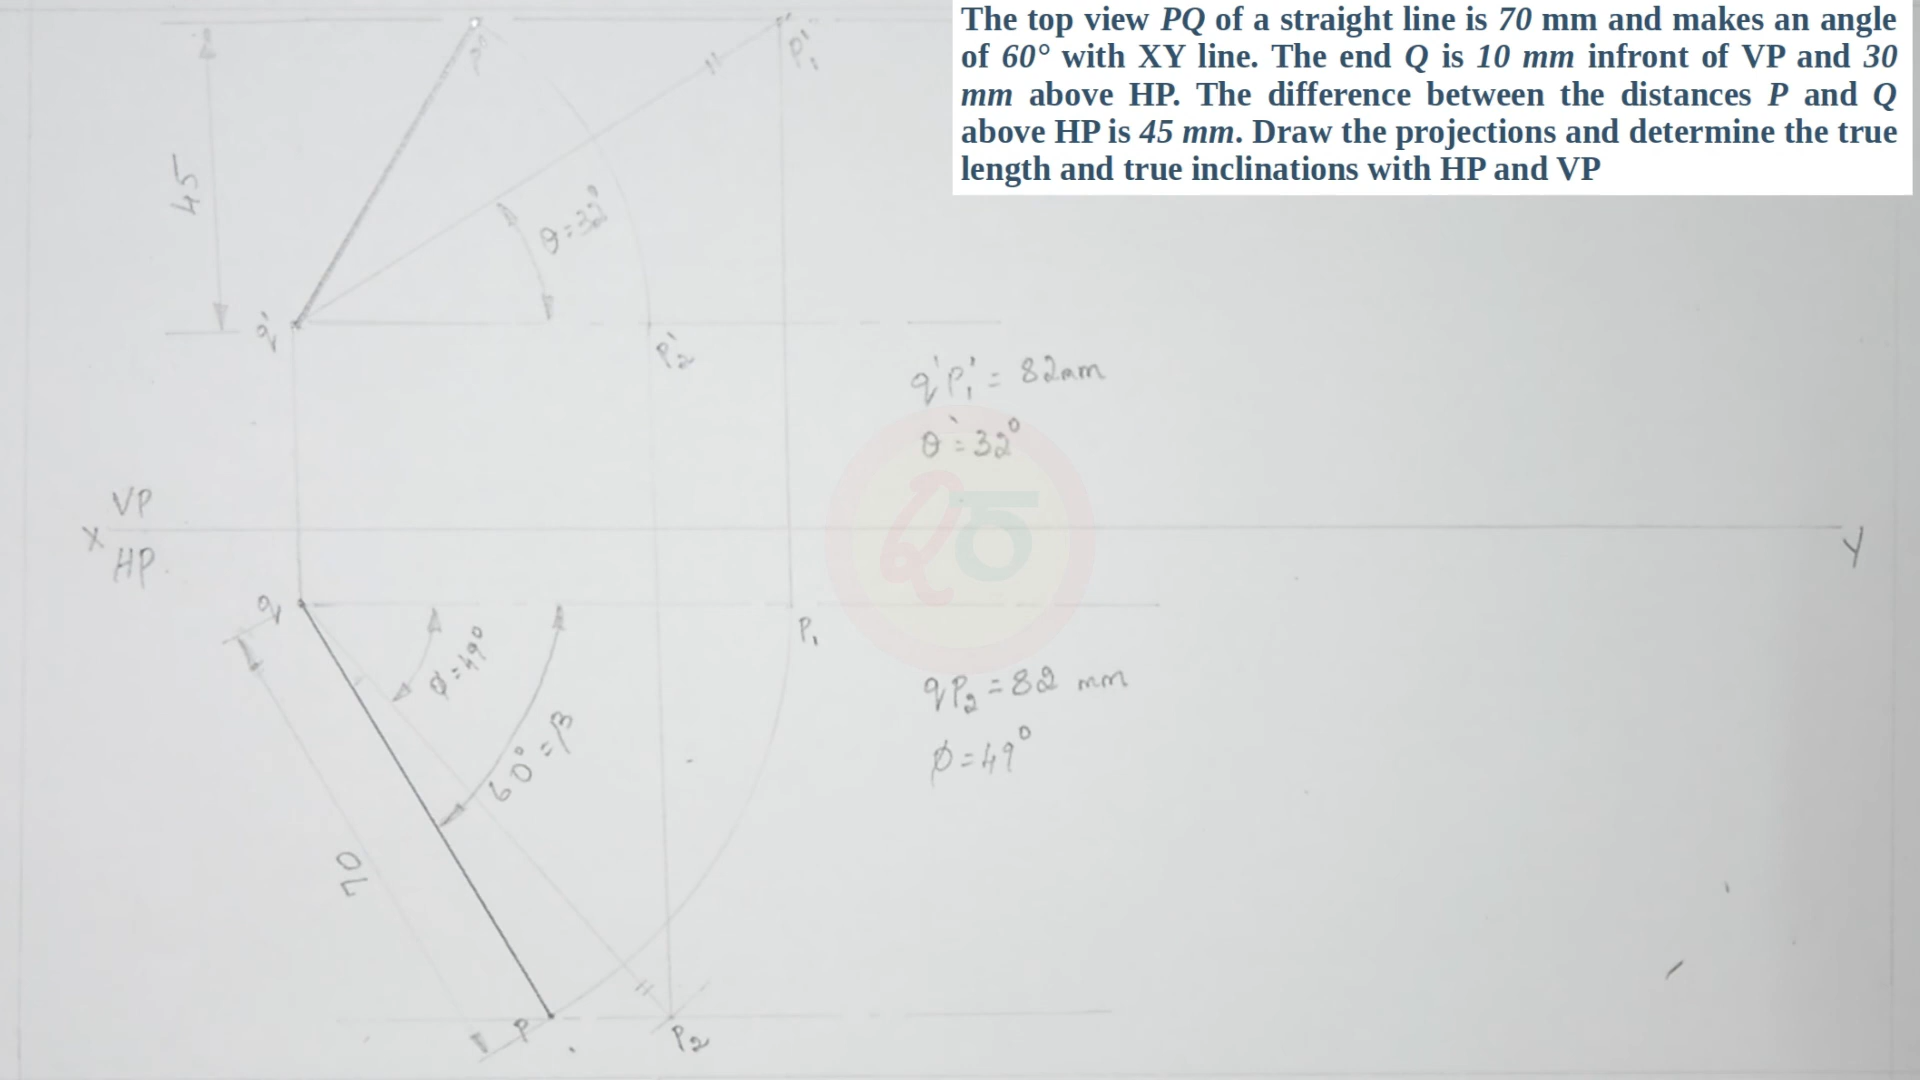 The top view PQ of a straight line is 70 mm and makes an angle
of 60° with XY line. The end Q is 10 mm infront of VP and 30
mm above HP. The difference between the distances P and Q
above HP is 45 mm. Draw the projections and determine the true
length and true inclinations with HP and VP
p'
p₁'
45
θ=32°
q'
p₂'
q'p₁' = 82mm
θ = 32°
VP
X
Y
HP
q
p₁
ϕ=49°
60°=β
qp₂ = 82 mm
ϕ=49°
70
p
p₂